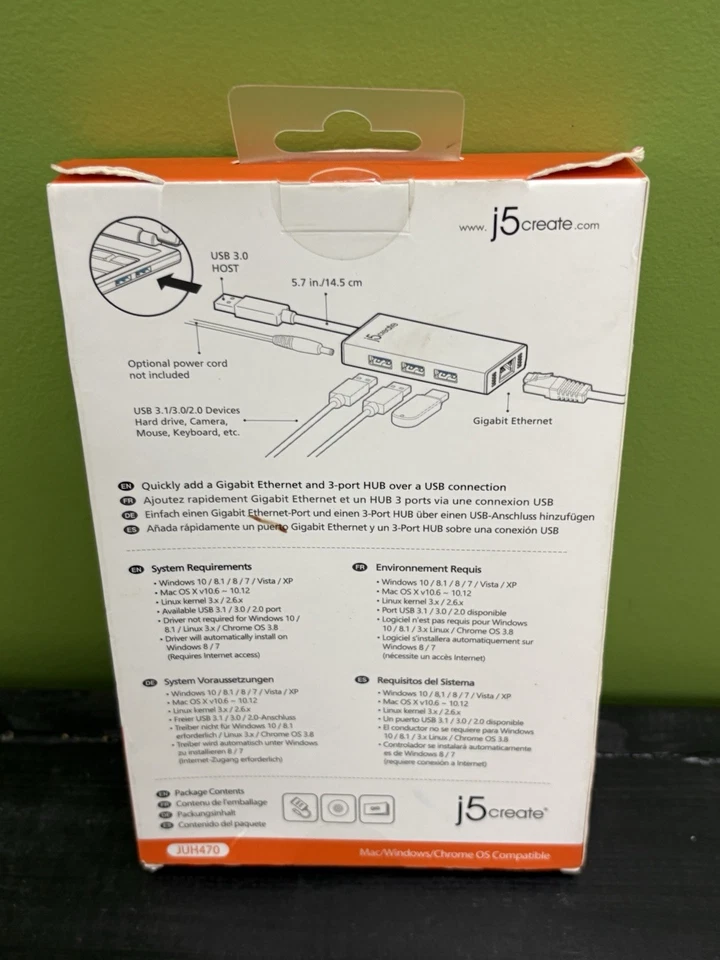 www. j5create.com
USB 3.0
HOST
5.7 in./14.5 cm
j5create
Optional power cord
not included
USB 3.1/3.0/2.0 Devices
Hard drive, Camera,
Mouse, Keyboard, etc.
Gigabit Ethernet
EN Quickly add a Gigabit Ethernet and 3-port HUB over a USB connection
FR Ajoutez rapidement Gigabit Ethernet et un HUB 3 ports via une connexion USB
DE Einfach einen Gigabit Ethernet-Port und einen 3-Port HUB über einen USB-Anschluss hinzufügen
ES Añada rápidamente un puerto Gigabit Ethernet y un 3-Port HUB sobre una conexión USB
EN System Requirements
• Windows 10 / 8.1 / 8 / 7 / Vista / XP
• Mac OS X v10.6 ~ 10.12
• Linux kernel 3.x / 2.6.x
• Available USB 3.1 / 3.0 / 2.0 port
• Driver not required for Windows 10 /
8.1 / Linux 3.x / Chrome OS 3.8
• Driver will automatically install on
Windows 8 / 7
(Requires Internet access)
FR Environnement Requis
• Windows 10 / 8.1 / 8 / 7 / Vista / XP
• Mac OS X v10.6 ~ 10.12
• Linux kernel 3.x / 2.6.x
• Port USB 3.1 / 3.0 / 2.0 disponible
• Logiciel n'est pas requis pour Windows
10 / 8.1 / 3.x Linux / Chrome OS 3.8
• Logiciel s'installera automatiquement sur
Windows 8 / 7
(nécessite un accès Internet)
DE System Voraussetzungen
• Windows 10 / 8.1 / 8 / 7 / Vista / XP
• Mac OS X v10.6 ~ 10.12
• Linux kernel 3.x / 2.6.x
• Freier USB 3.1 / 3.0 / 2.0-Anschluss
• Treiber nicht für Windows 10 / 8.1
erforderlich / Linux 3.x / Chrome OS 3.8
• Treiber wird automatisch unter Windows
zu installieren 8 / 7
(Internet-Zugang erforderlich)
ES Requisitos del Sistema
• Windows 10 / 8.1 / 8 / 7 / Vista / XP
• Mac OS X v10.6 ~ 10.12
• Linux kernel 3.x / 2.6.x
• Un puerto USB 3.1 / 3.0 / 2.0 disponible
• El conductor no se requiere para Windows
10 / 8.1 / 3.x Linux / Chrome OS 3.8
• Controlador se instalará automáticamente
es de Windows 8 / 7
(requiere conexión a Internet)
EN Package Contents
FR Contenu de l'emballage
DE Packungsinhalt
ES Contenido del paquete
j5create®
JUH470
Mac/Windows/Chrome OS Compatible